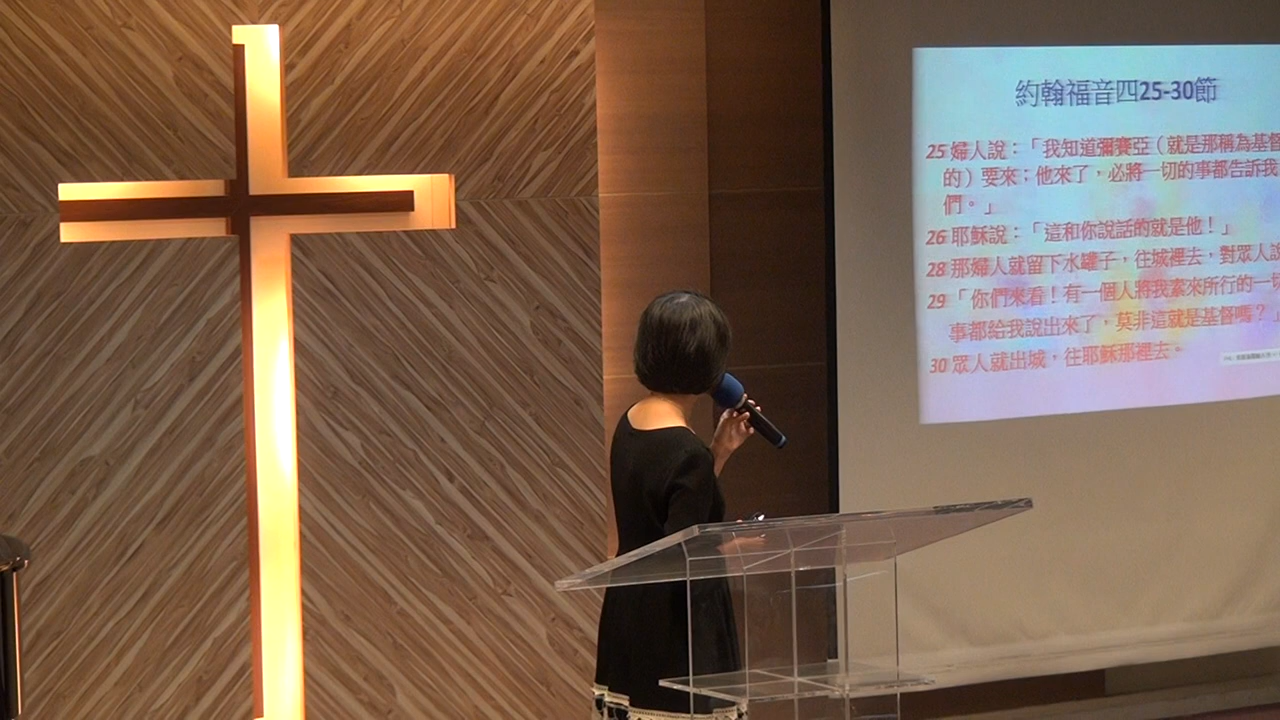 約翰福音四25-30節
25 婦人說：「我知道彌賽亞（就是那稱為基督
的）要來；他來了，必將一切的事都告訴我
們。」
26 耶穌說：「這和你說話的就是他！」
28 那婦人就留下水罐子，往城裡去，對眾人說
29 「你們來看！有一個人將我素來所行的一切
事都給我說出來了，莫非這就是基督嗎？」
30 眾人就出城，往耶穌那裡去。